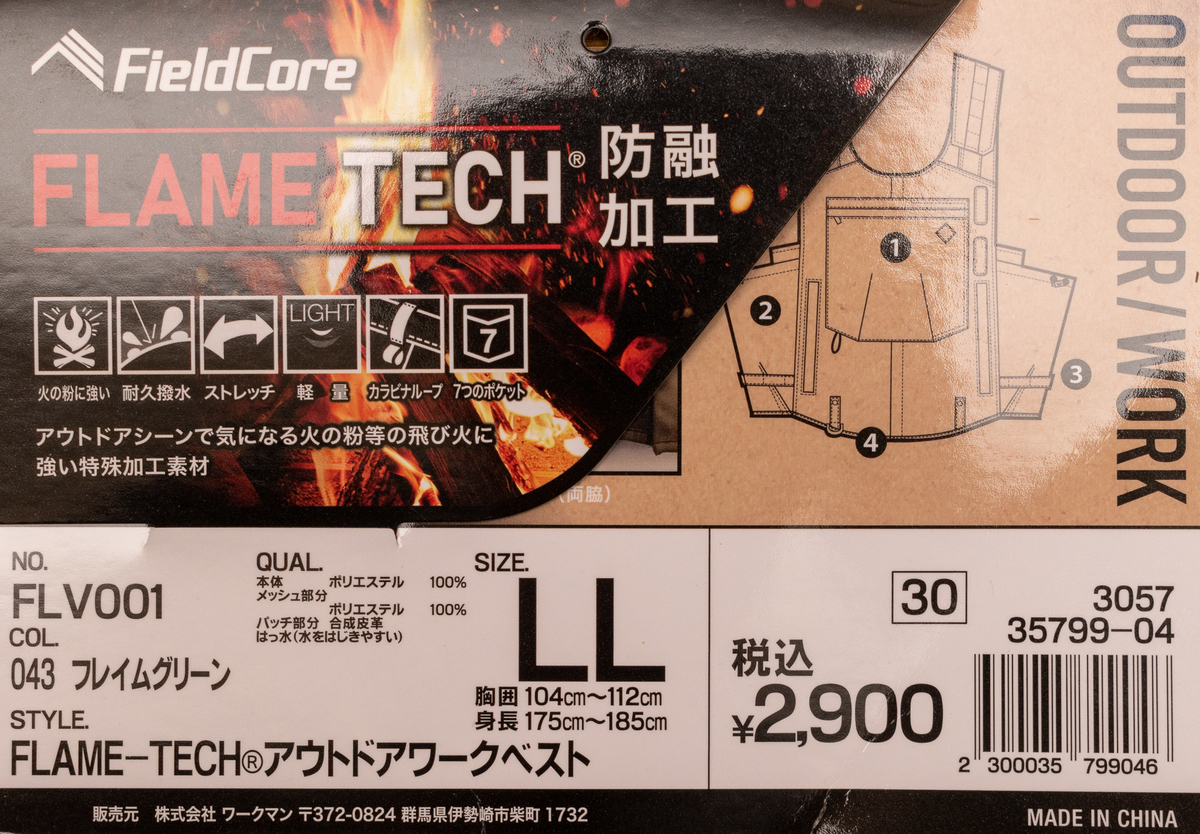 FieldCore
FLAME TECH®
防融
加工
LIGHT
7
火の粉に強い 耐久撥水 ストレッチ 軽 量 カラビナループ 7つのポケット
アウトドアシーンで気になる火の粉等の飛び火に
強い特殊加工素材
OUTDOOR/WORK
1
2
3
4
(両脇)
NO.
FLV001
COL.
043 フレイムグリーン
STYLE.
FLAME-TECH®アウトドアワークベスト
QUAL.
本体 ポリエステル 100%
メッシュ部分
ポリエステル 100%
パッチ部分 合成皮革
はっ水(水をはじきやすい)
SIZE.
LL
胸囲 104cm〜112cm
身長 175cm〜185cm
30
3057
35799-04
税込
¥2,900
2 300035 799046
販売元 株式会社 ワークマン 〒372-0824 群馬県伊勢崎市柴町 1732
MADE IN CHINA